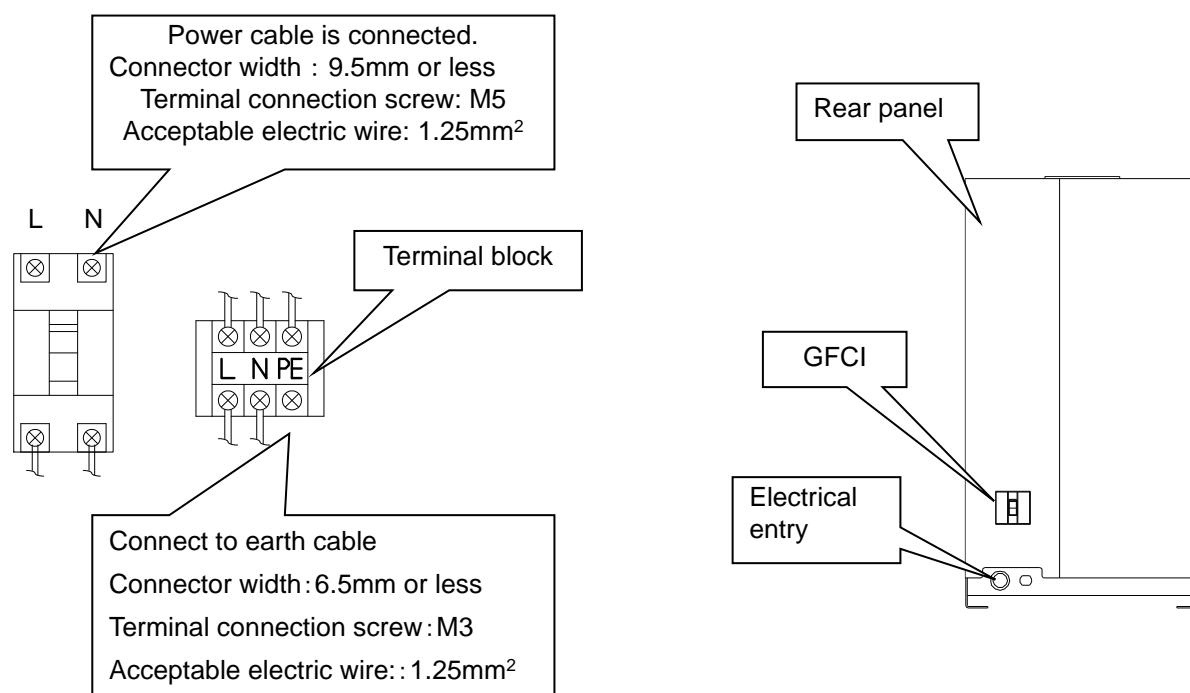 Power cable is connected.
Connector width : 9.5mm or less
Terminal connection screw: M5
Acceptable electric wire: 1.25mm²
L N
Terminal block
L N PE
Connect to earth cable
Connector width:6.5mm or less
Terminal connection screw:M3
Acceptable electric wire::1.25mm²
Rear panel
GFCI
Electrical
entry